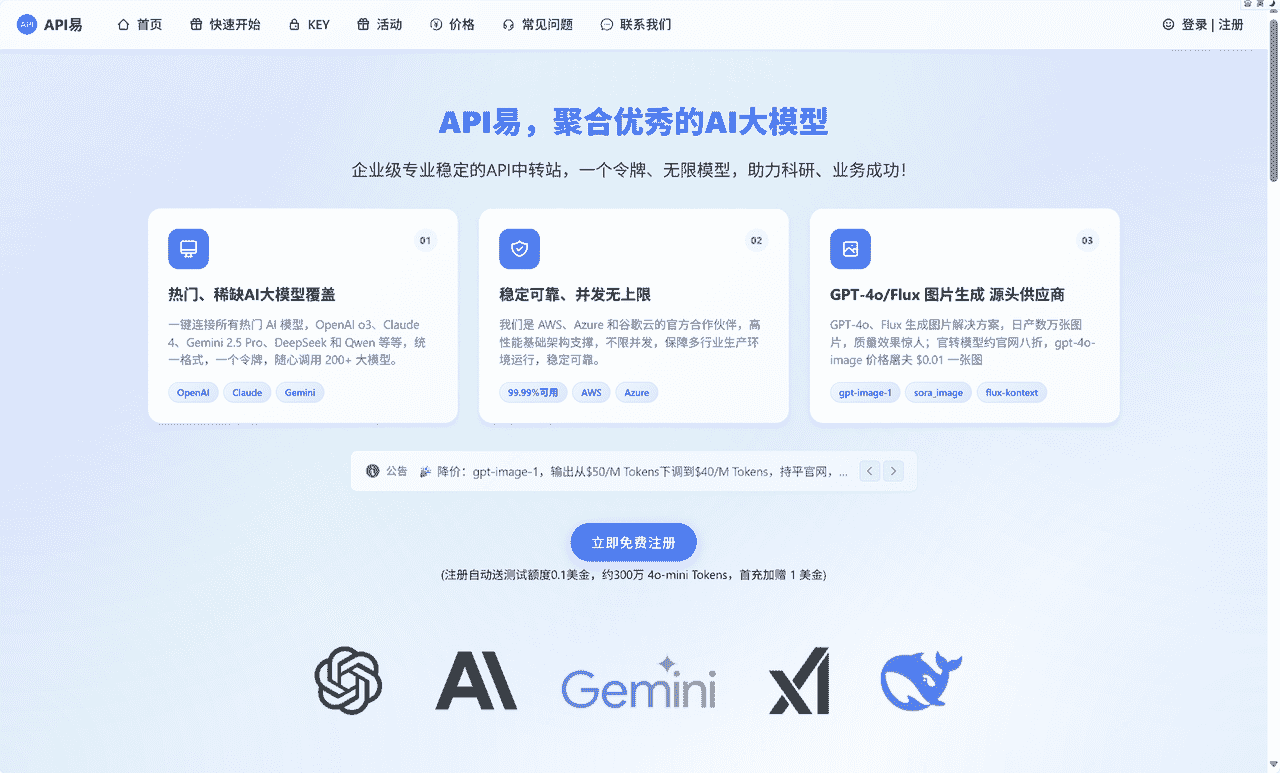 API API易 首页 快速开始 KEY 活动 价格 常见问题 联系我们 登录 | 注册
API易，聚合优秀的AI大模型
企业级专业稳定的API中转站，一个令牌、无限模型，助力科研、业务成功！
01
热门、稀缺AI大模型覆盖
一键连接所有热门 AI 模型，OpenAI o3、Claude
4、Gemini 2.5 Pro、DeepSeek 和 Qwen 等等，统
一格式，一个令牌，随心调用 200+ 大模型。
OpenAI Claude Gemini
02
稳定可靠、并发无上限
我们是 AWS、Azure 和谷歌云的官方合作伙伴，高
性能基础架构支撑，不限并发，保障多行业生产环
境运行，稳定可靠。
99.99%可用 AWS Azure
03
GPT-4o/Flux 图片生成 源头供应商
GPT-4o、Flux 生成图片解决方案，日产数万张图
片，质量效果惊人；官转模型约官网八折，gpt-4o-
image 价格屠夫 $0.01 一张图
gpt-image-1 sora_image flux-kontext
公告 降价：gpt-image-1，输出从$50/M Tokens下调到$40/M Tokens，持平官网，...
立即免费注册
(注册自动送测试额度0.1美金，约300万 4o-mini Tokens，首充加赠 1 美金)
Gemini